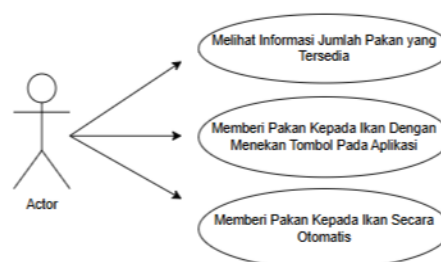 Melihat Informasi Jumlah Pakan yang
Tersedia
Memberi Pakan Kepada Ikan Dengan
Menekan Tombol Pada Aplikasi
Actor
Memberi Pakan Kepada Ikan Secara
Otomatis